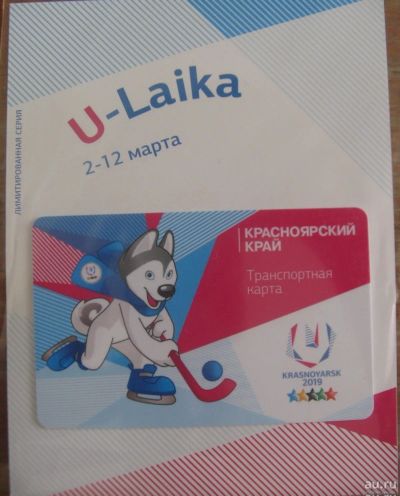 ЛИМИТИРОВАННАЯ СЕРИЯ
U-Laika
2-12 марта
КРАСНОЯРСКИЙ
КРАЙ
Транспортная
карта
KRASNOYARSK
2019
au.ru